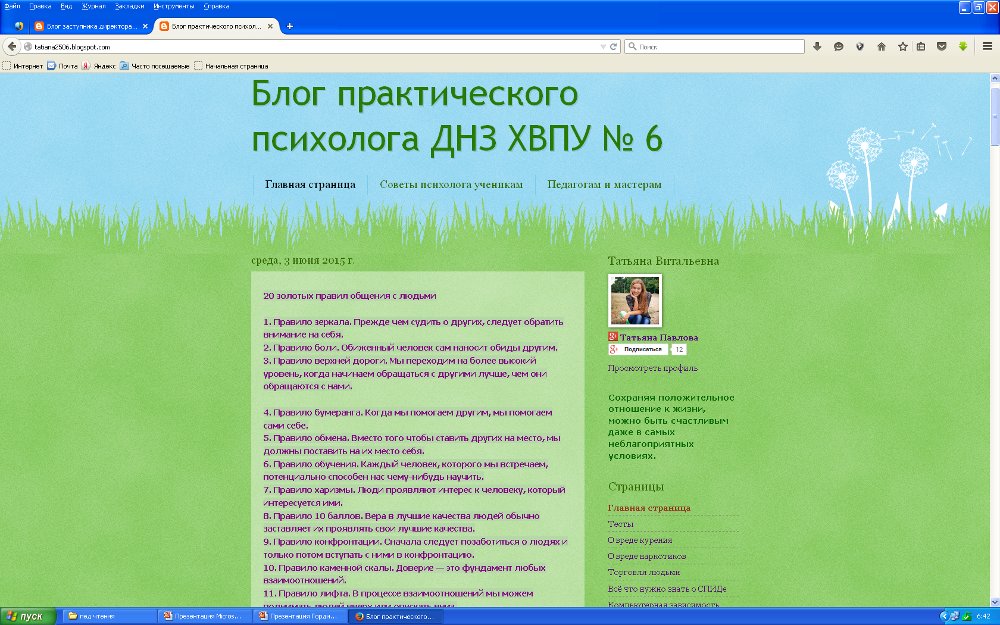 Файл Правка Вид Журнал Закладки Инструменты Справка
Блог заступника директора...
Блог практического психол...
tatiana2506.blogspot.com
Поиск
Интернет Почта Яндекс Часто посещаемые Начальная страница
Блог практического
психолога ДНЗ ХВПУ № 6
Главная страница
Советы психолога ученикам
Педагогам и мастерам
среда, 3 июня 2015 г.
20 золотых правил общения с людьми
1. Правило зеркала. Прежде чем судить о других, следует обратить
внимание на себя.
2. Правило боли. Обиженный человек сам наносит обиды другим.
3. Правило верхней дороги. Мы переходим на более высокий
уровень, когда начинаем обращаться с другими лучше, чем они
обращаются с нами.
4. Правило бумеранга. Когда мы помогаем другим, мы помогаем
сами себе.
5. Правило обмена. Вместо того чтобы ставить других на место, мы
должны поставить на их место себя.
6. Правило обучения. Каждый человек, которого мы встречаем,
потенциально способен нас чему-нибудь научить.
7. Правило харизмы. Люди проявляют интерес к человеку, который
интересуется ими.
8. Правило 10 баллов. Вера в лучшие качества людей обычно
заставляет их проявлять свои лучшие качества.
9. Правило конфронтации. Сначала следует позаботиться о людях и
только потом вступать с ними в конфронтацию.
10. Правило каменной скалы. Доверие — это фундамент любых
взаимоотношений.
11. Правило лифта. В процессе взаимоотношений мы можем
поднимать людей вверх или опускать вниз.
Татьяна Витальевна
g+ Татьяна Павлова
g+ Подписаться 12
Просмотреть профиль
Сохраняя положительное
отношение к жизни,
можно быть счастливым
даже в самых
неблагоприятных
условиях.
Страницы
Главная страница
Тесты
О вреде курения
О вреде наркотиков
Торговля людьми
Всё что нужно знать о СПИДе
Компьютерная зависимость
пуск
пед чтения
Презентация Micros...
Презентация Горди...
Блог практического...
6:42